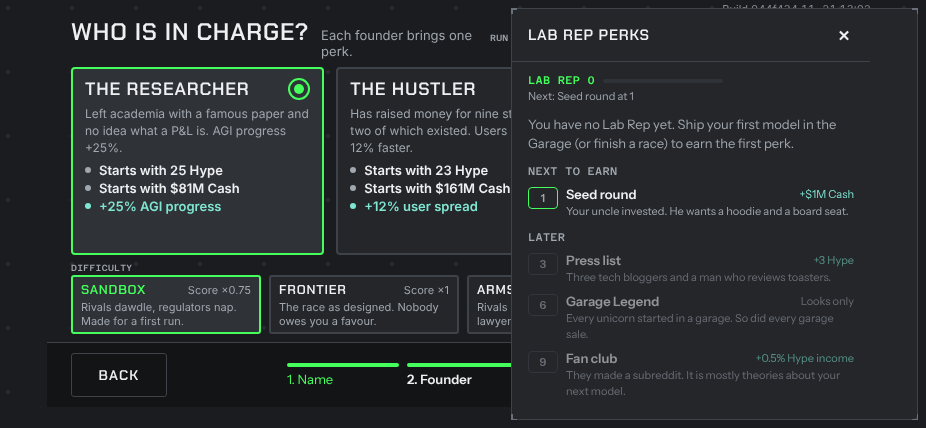 WHO IS IN CHARGE?
Each founder brings one perk.
RUN
THE RESEARCHER
Left academia with a famous paper and
no idea what a P&L is. AGI progress
+25%.
Starts with 25 Hype
Starts with $81M Cash
+25% AGI progress
THE HUSTLER
Has raised money for nine
two of which existed. Users
12% faster.
Starts with 23 Hype
Starts with $161M Cash
+12% user spread
DIFFICULTY
SANDBOX
Score ×0.75
Rivals dawdle, regulators nap.
Made for a first run.
FRONTIER
Score ×1
The race as designed. Nobody
owes you a favour.
ARMS
Rivals
BACK
1. Name
2. Founder
LAB REP PERKS
LAB REP 0
Next: Seed round at 1
You have no Lab Rep yet. Ship your first model in the
Garage (or finish a race) to earn the first perk.
NEXT TO EARN
1
Seed round
+$1M Cash
Your uncle invested. He wants a hoodie and a board seat.
LATER
3
Press list
+3 Hype
Three tech bloggers and a man who reviews toasters.
6
Garage Legend
Looks only
Every unicorn started in a garage. So did every garage
sale.
9
Fan club
+0.5% Hype income
They made a subreddit. It is mostly theories about your
next model.